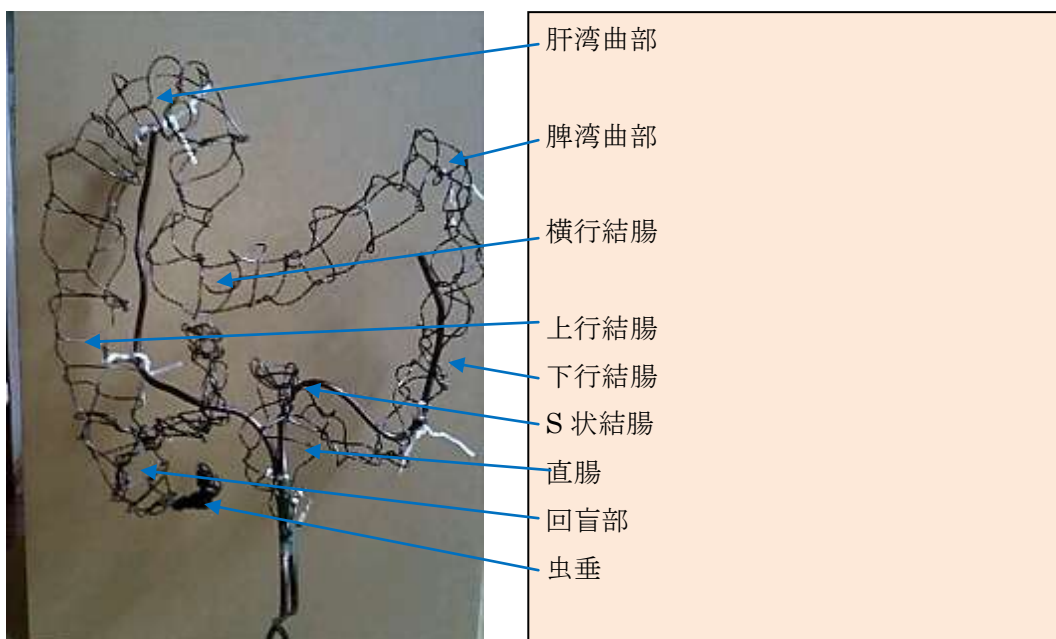 肝湾曲部
脾湾曲部
横行結腸
上行結腸
下行結腸
S 状結腸
直腸
回盲部
虫垂